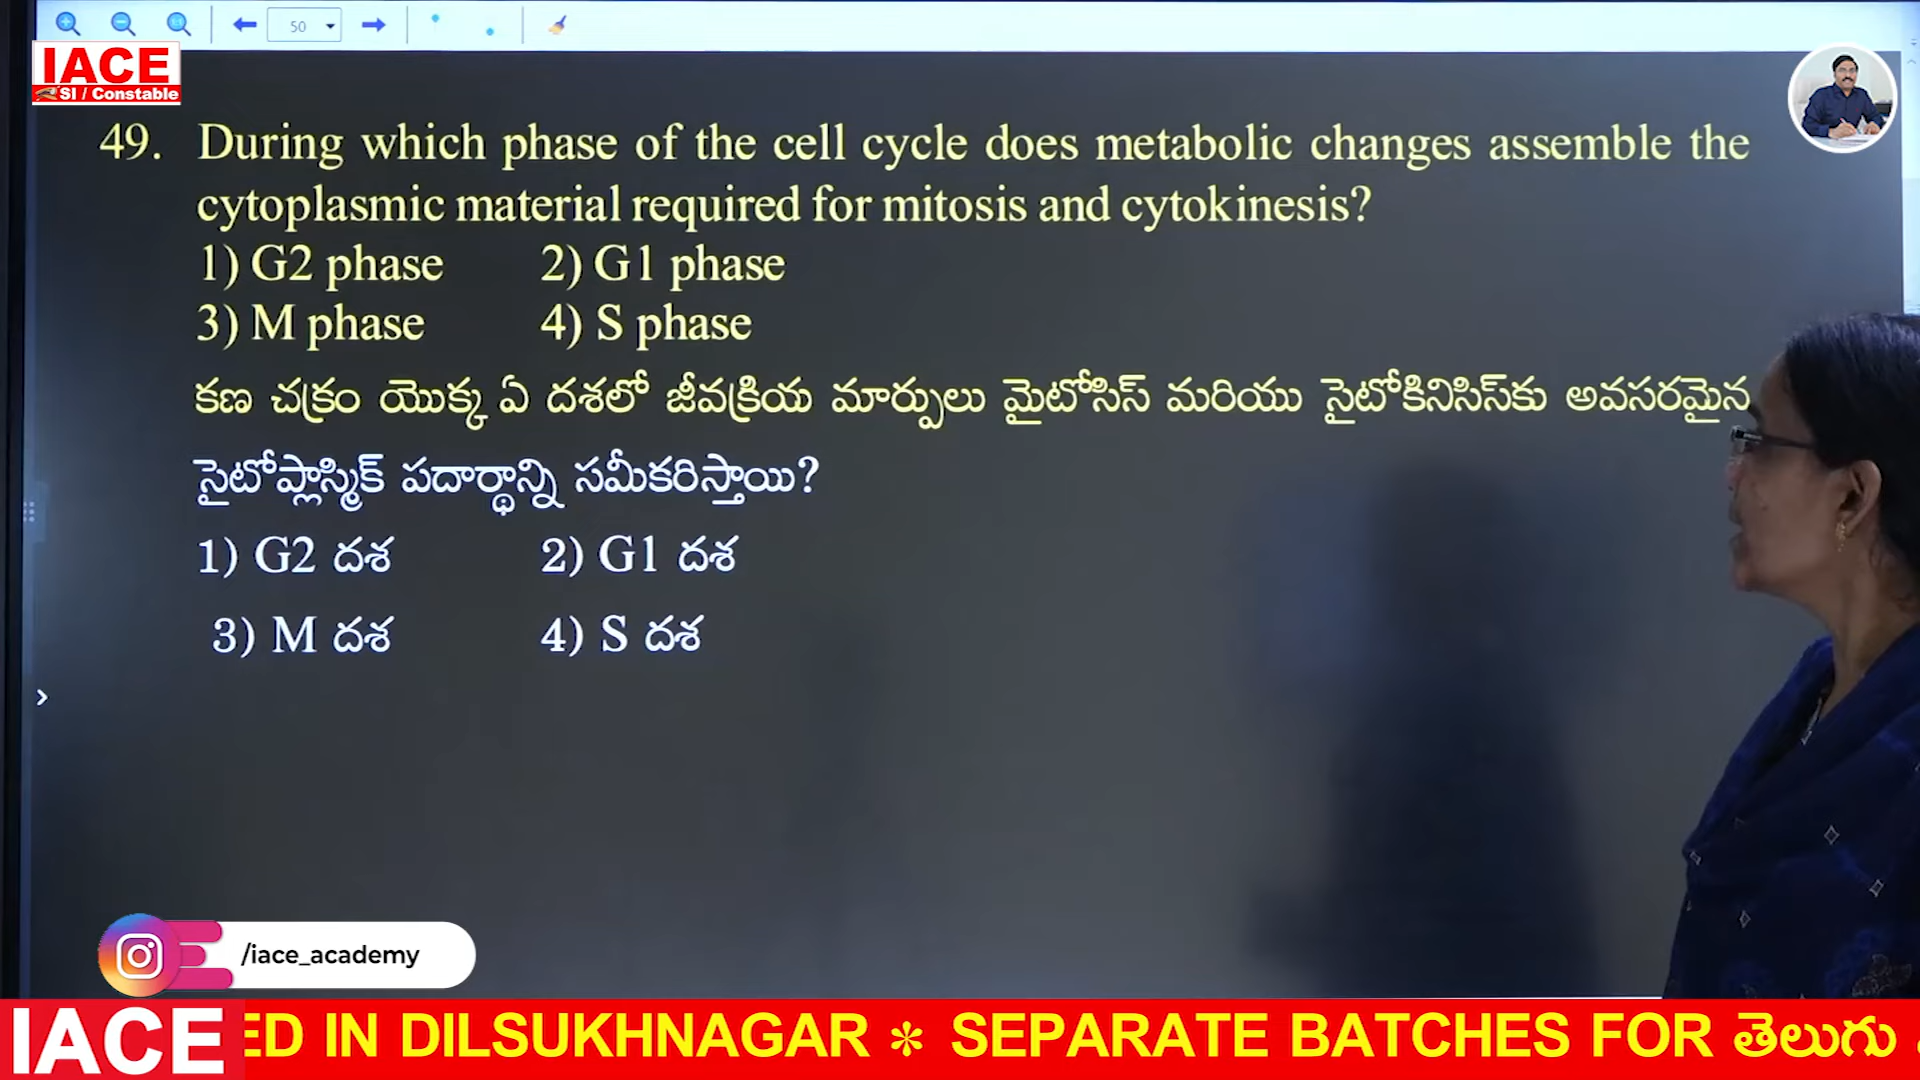 50
IACE
SI / Constable
49. During which phase of the cell cycle does metabolic changes assemble the
cytoplasmic material required for mitosis and cytokinesis?
1) G2 phase 2) G1 phase
3) M phase 4) S phase
కణ చక్రం యొక్క ఏ దశలో జీవక్రియ మార్పులు మైటోసిస్ మరియు సైటోకినిసిస్‌కు అవసరమైన
సైటోప్లాస్మిక్ పదార్థాన్ని సమీకరిస్తాయి?
1) G2 దశ 2) G1 దశ
3) M దశ 4) S దశ
/iace_academy
IACE ED IN DILSUKHNAGAR * SEPARATE BATCHES FOR తెలుగు